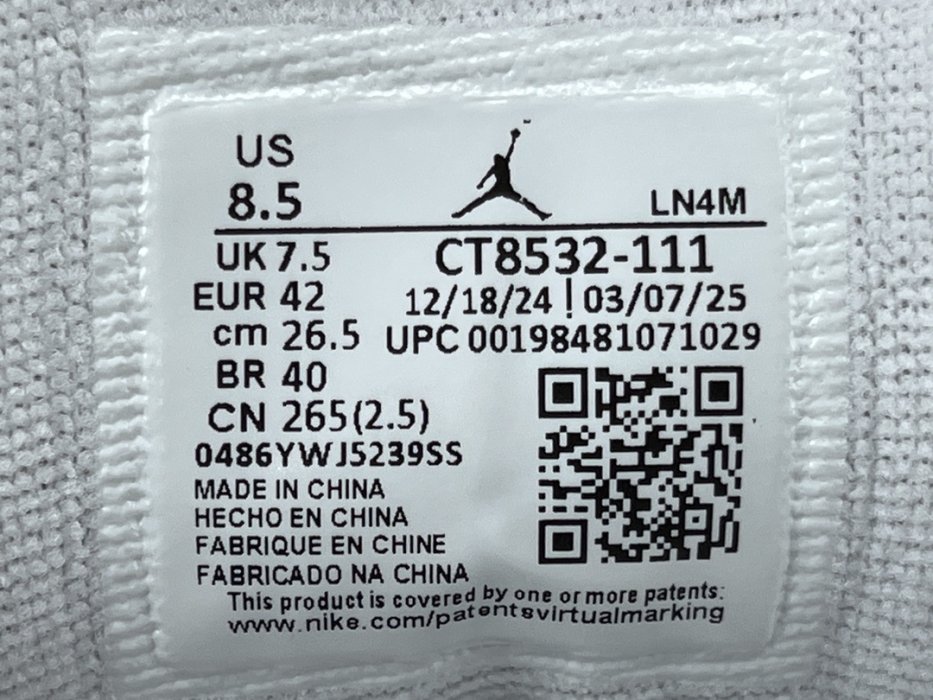 US
8.5
LN4M
UK 7.5
CT8532-111
EUR 42
12/18/24 | 03/07/25
cm 26.5
UPC 00198481071029
BR 40
CN 265(2.5)
0486YWJ5239SS
MADE IN CHINA
HECHO EN CHINA
FABRIQUE EN CHINE
FABRICADO NA CHINA
This product is covered by one or more patents:
www.nike.com/patentsvirtualmarking